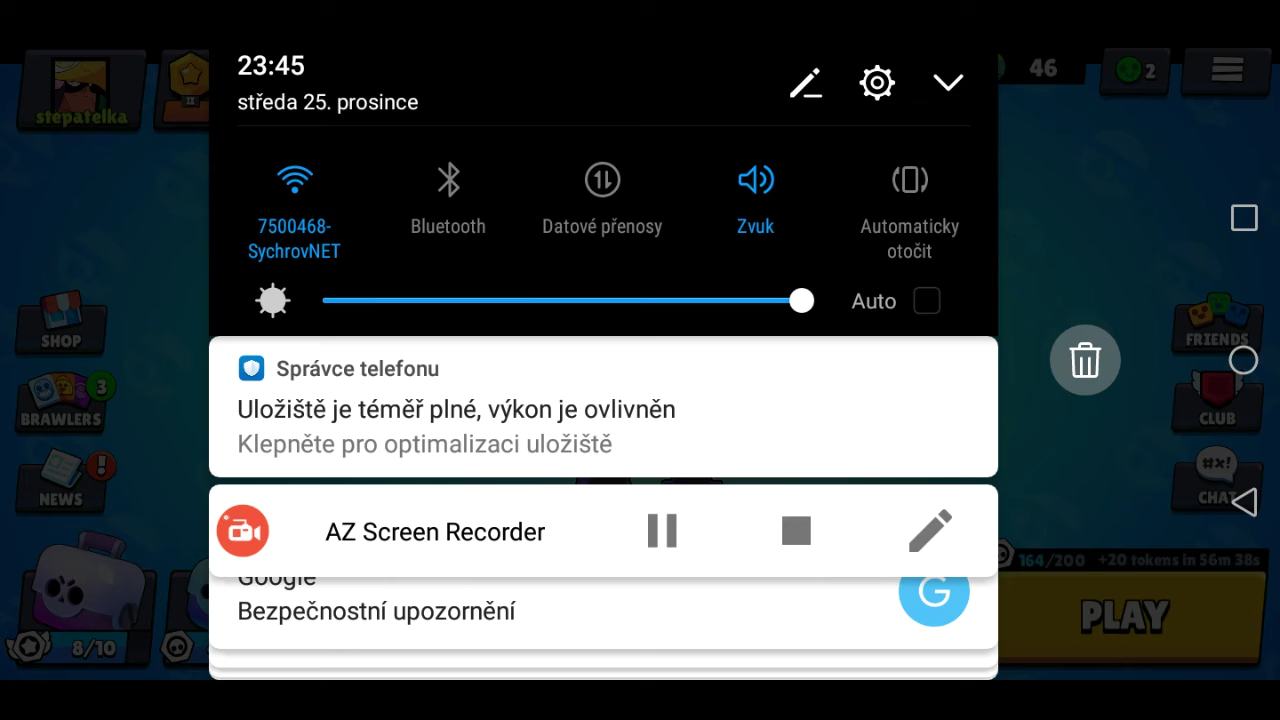 23:45
středa 25. prosince
46
2
stepatelka
7500468-
SychrovNET
Bluetooth
Datové přenosy
Zvuk
Automaticky
otočit
Auto
SHOP
FRIENDS
Správce telefonu
Uložiště je téměř plné, výkon je ovlivněn
Klepněte pro optimalizaci uložiště
3
BRAWLERS
CLUB
NEWS
#x!
CHAT
AZ Screen Recorder
Google
Bezpečnostní upozornění
G
164/200 +20 tokens in 56m 38s
PLAY
8/10